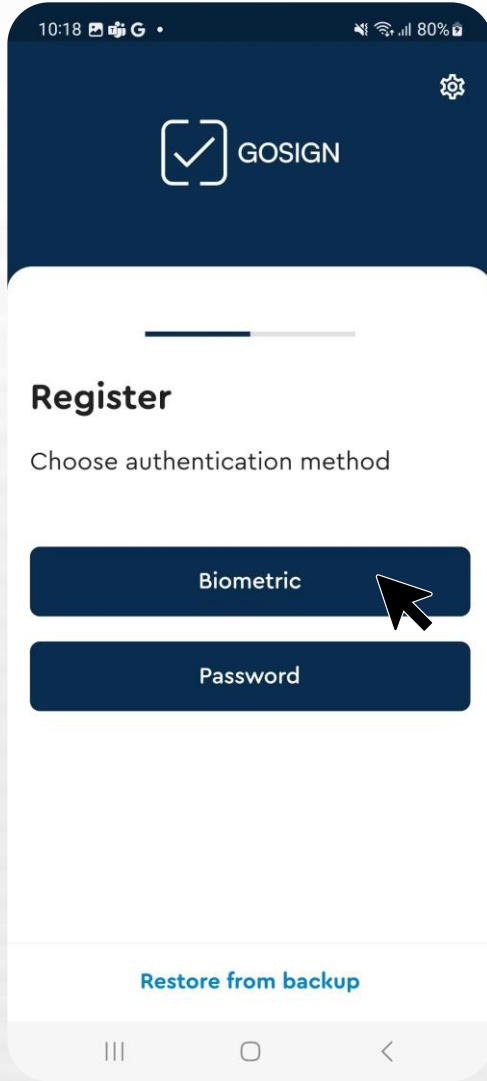 10:18 G
80%
GOSIGN
Register
Choose authentication method
Biometric
Password
Restore from backup